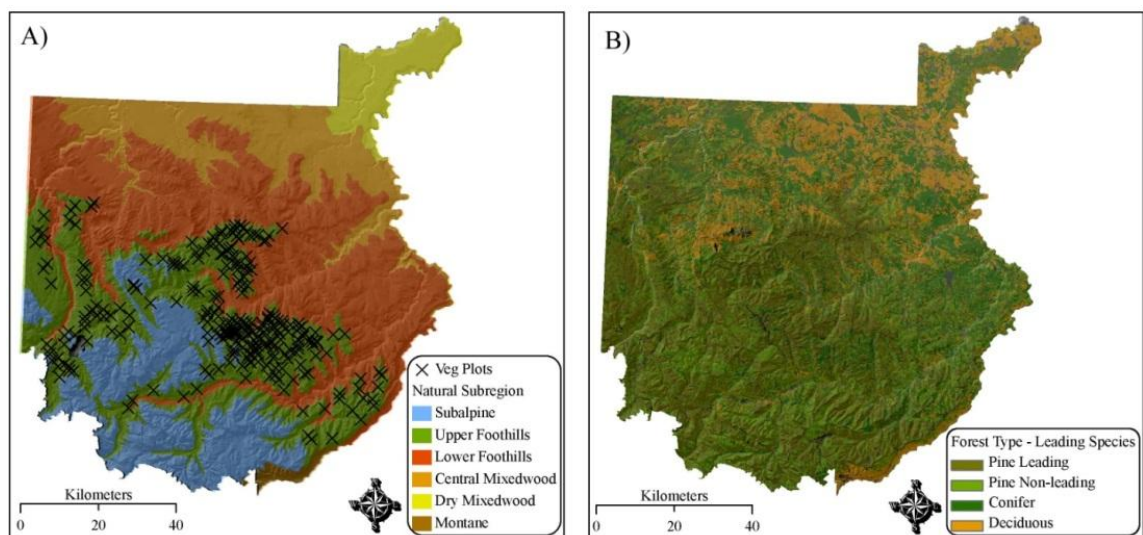 A)
Veg Plots
Natural Subregion
Subalpine
Upper Foothills
Lower Foothills
Central Mixedwood
Dry Mixedwood
Montane
Kilometers
0 20 40
B)
Forest Type - Leading Species
Pine Leading
Pine Non-leading
Conifer
Deciduous
Kilometers
0 20 40